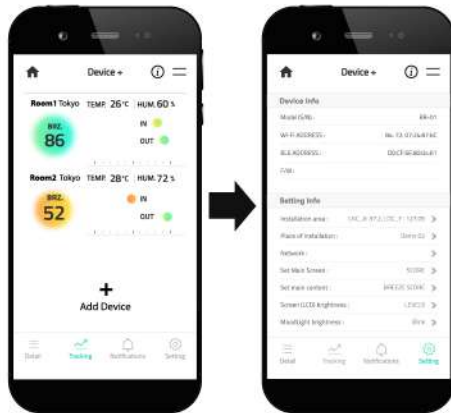 Device +
Room1 Tokyo TEMP. 26°C HUM. 60 %
BRZ.
86
IN
OUT
Room2 Tokyo TEMP. 28°C HUM. 72 %
BRZ.
52
IN
OUT
+
Add Device
Detail Tracking Notifications Setting
Device +
Device Info
Model (S/N) :
WI-FI ADDRESS :
BLE ADDRESS :
Setting Info
Installation area :
Place of Installation :
Network :
Set Main Screen : SCORE
Set main content : BREEZE SCORE
Screen (LCD) brightness :
Moodlight brightness :
Detail Tracking Notifications Setting